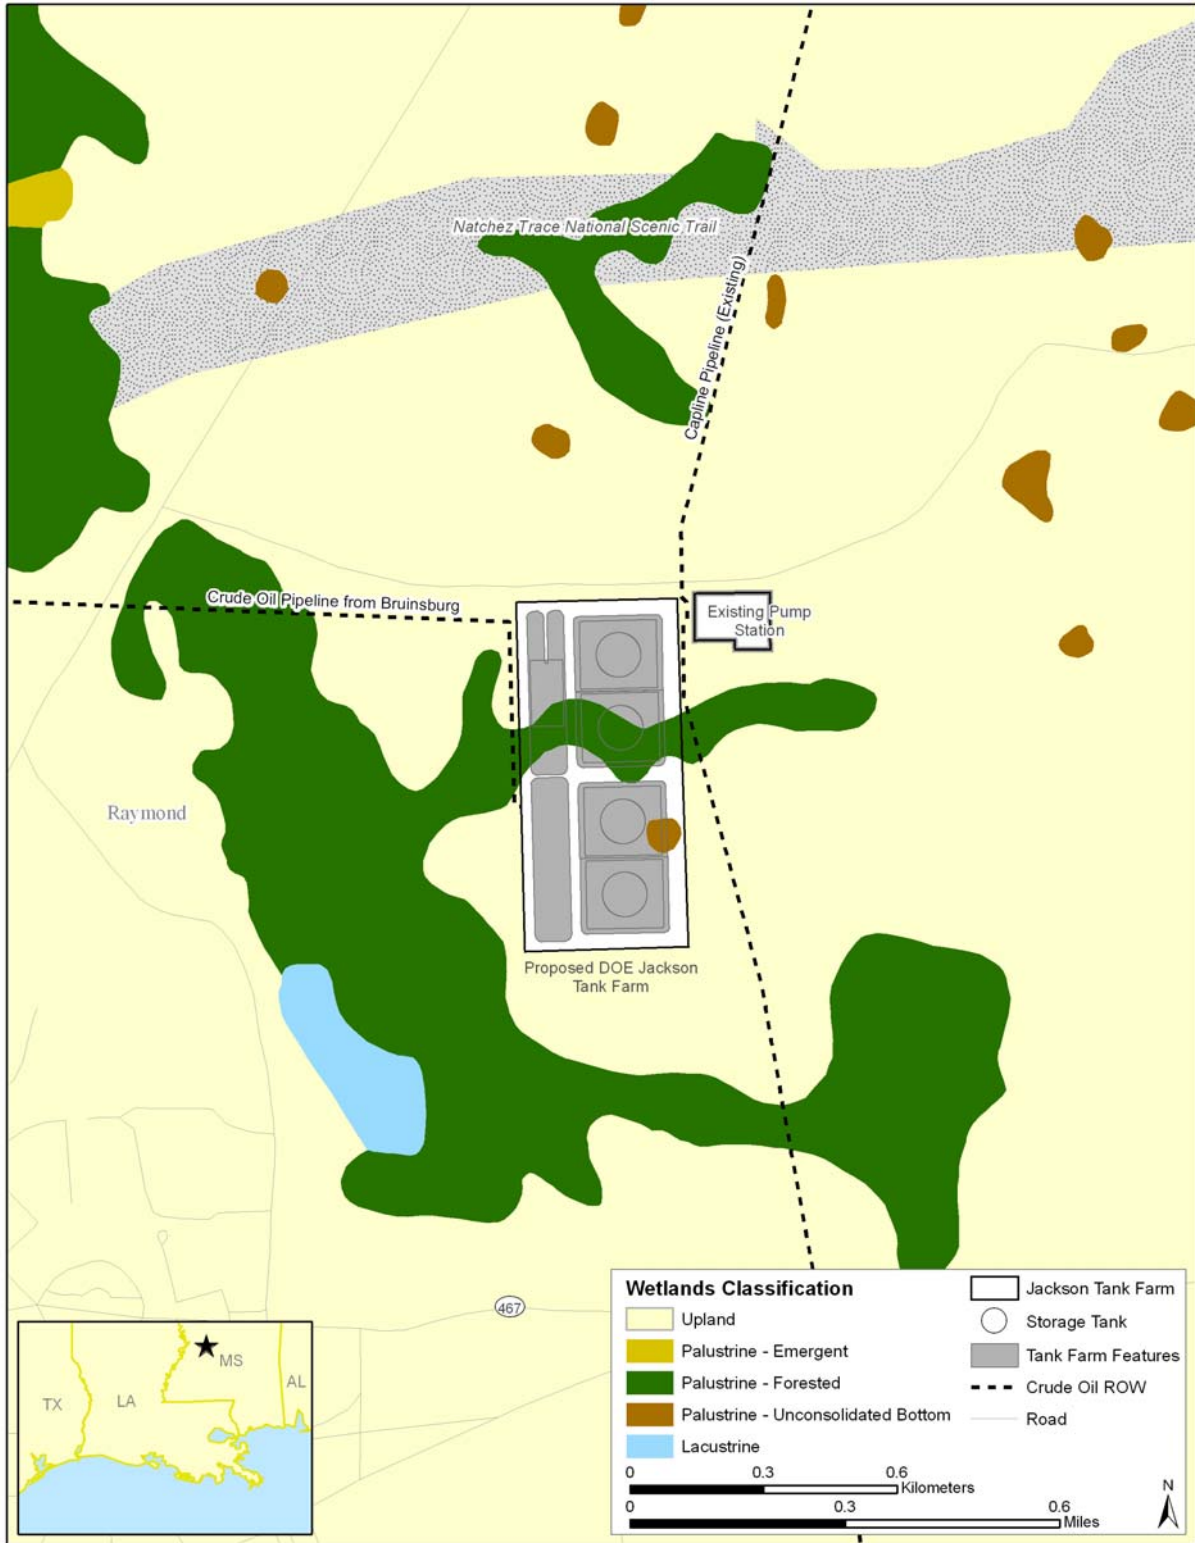 Natchez Trace National Scenic Trail
Capline Pipeline (Existing)
Crude Oil Pipeline from Bruinsburg
Existing Pump
Station
Raymond
Proposed DOE Jackson
Tank Farm
467
TX
LA
MS
AL
Wetlands Classification
Upland
Palustrine - Emergent
Palustrine - Forested
Palustrine - Unconsolidated Bottom
Lacustrine
Jackson Tank Farm
Storage Tank
Tank Farm Features
Crude Oil ROW
Road
0 0.3 0.6
Kilometers
0 0.3 0.6
Miles
N